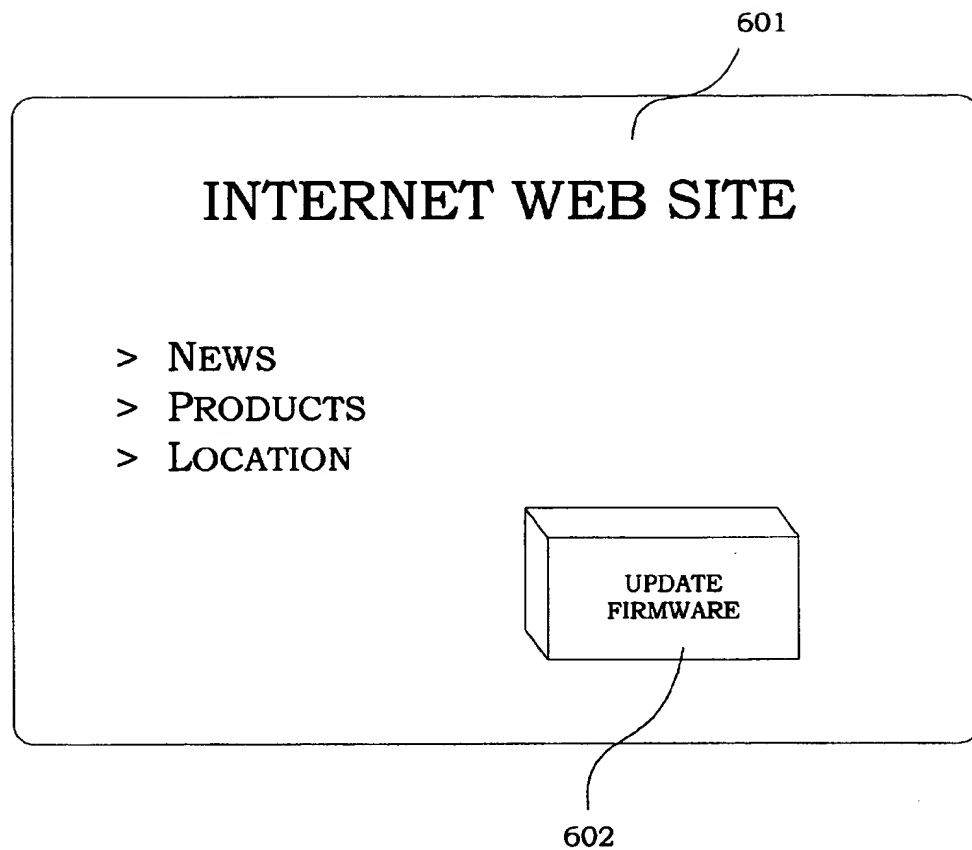 601
INTERNET WEB SITE
> NEWS
> PRODUCTS
> LOCATION
UPDATE
FIRMWARE
602